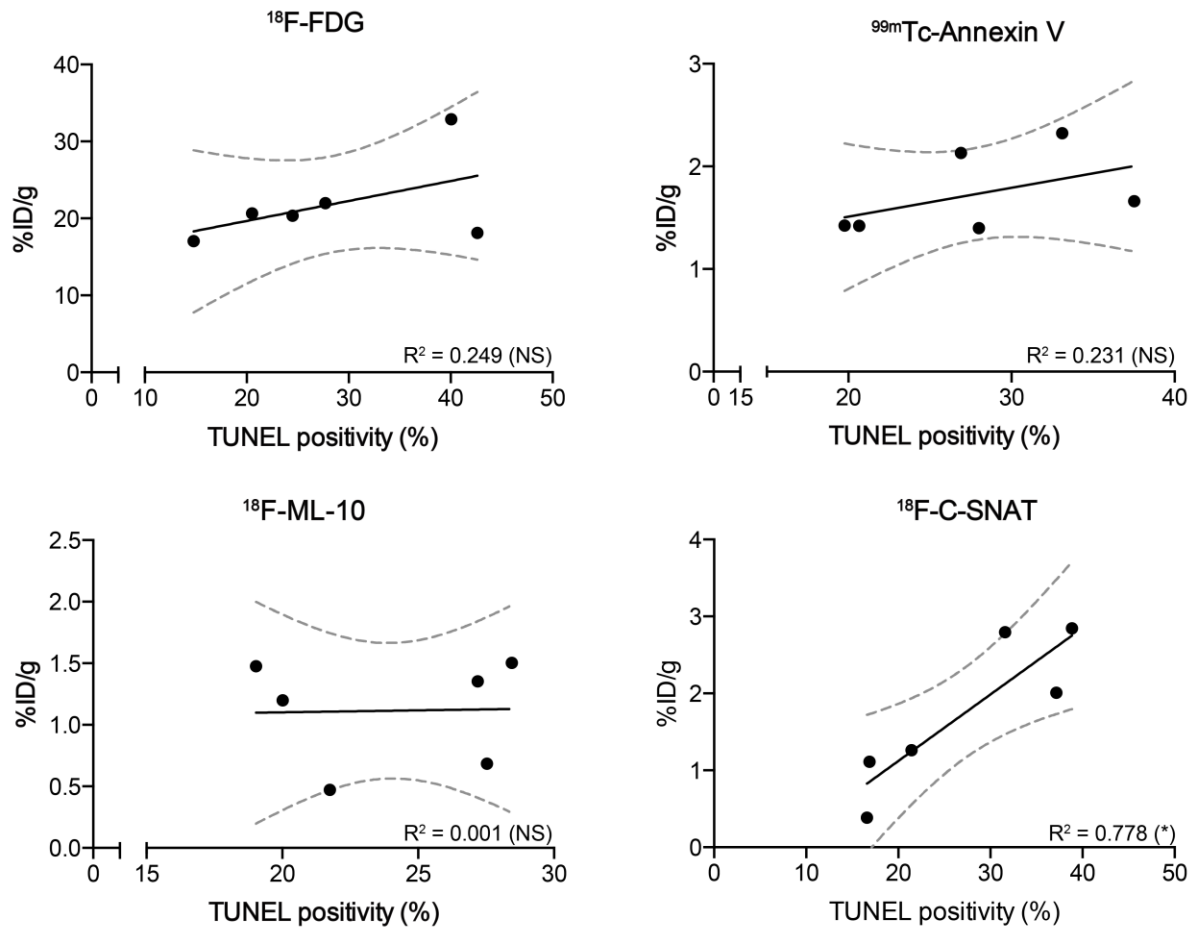 ¹⁸F-FDG
40
30
20
10
0
%ID/g
R² = 0.249 (NS)
0 10 20 30 40 50
TUNEL positivity (%)
⁹⁹ᵐTc-Annexin V
3
2
1
0
%ID/g
R² = 0.231 (NS)
0 15 20 30 40
TUNEL positivity (%)
¹⁸F-ML-10
2.5
2.0
1.5
1.0
0.5
0.0
%ID/g
R² = 0.001 (NS)
0 15 20 25 30
TUNEL positivity (%)
¹⁸F-C-SNAT
4
3
2
1
0
%ID/g
R² = 0.778 (*)
0 10 20 30 40 50
TUNEL positivity (%)